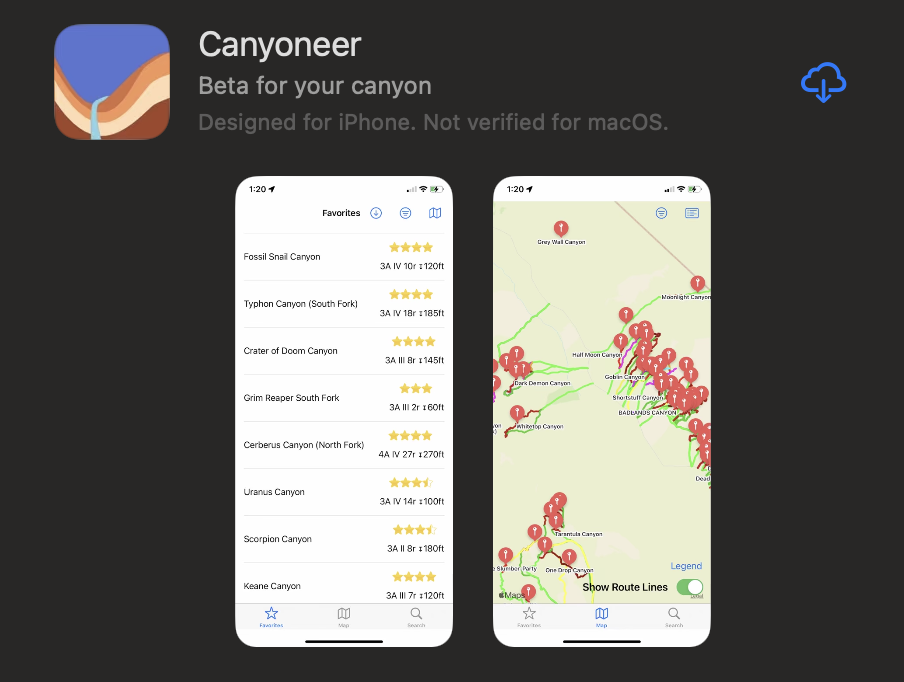 Canyoneer
Beta for your canyon
Designed for iPhone. Not verified for macOS.
1:20
Favorites
Fossil Snail Canyon
3A IV 10r ↧120ft
Typhon Canyon (South Fork)
3A IV 18r ↧185ft
Crater of Doom Canyon
3A III 8r ↧145ft
Grim Reaper South Fork
3A III 2r ↧60ft
Cerberus Canyon (North Fork)
4A IV 27r ↧270ft
Uranus Canyon
3A IV 14r ↧100ft
Scorpion Canyon
3A II 8r ↧180ft
Keane Canyon
3A III 7r ↧120ft
Favorites
Map
Search
1:20
Grey Wall Canyon
Moonlight Canyon
Half Moon Canyon
Goblin Canyon
Dark Demon Canyon
Shortstuff Canyon
BADLANDS CANYON
Whitetop Canyon
Dead
Tarantula Canyon
Slumber Party
One Drop Canyon
Legend
Show Route Lines
Maps
Favorites
Map
Search